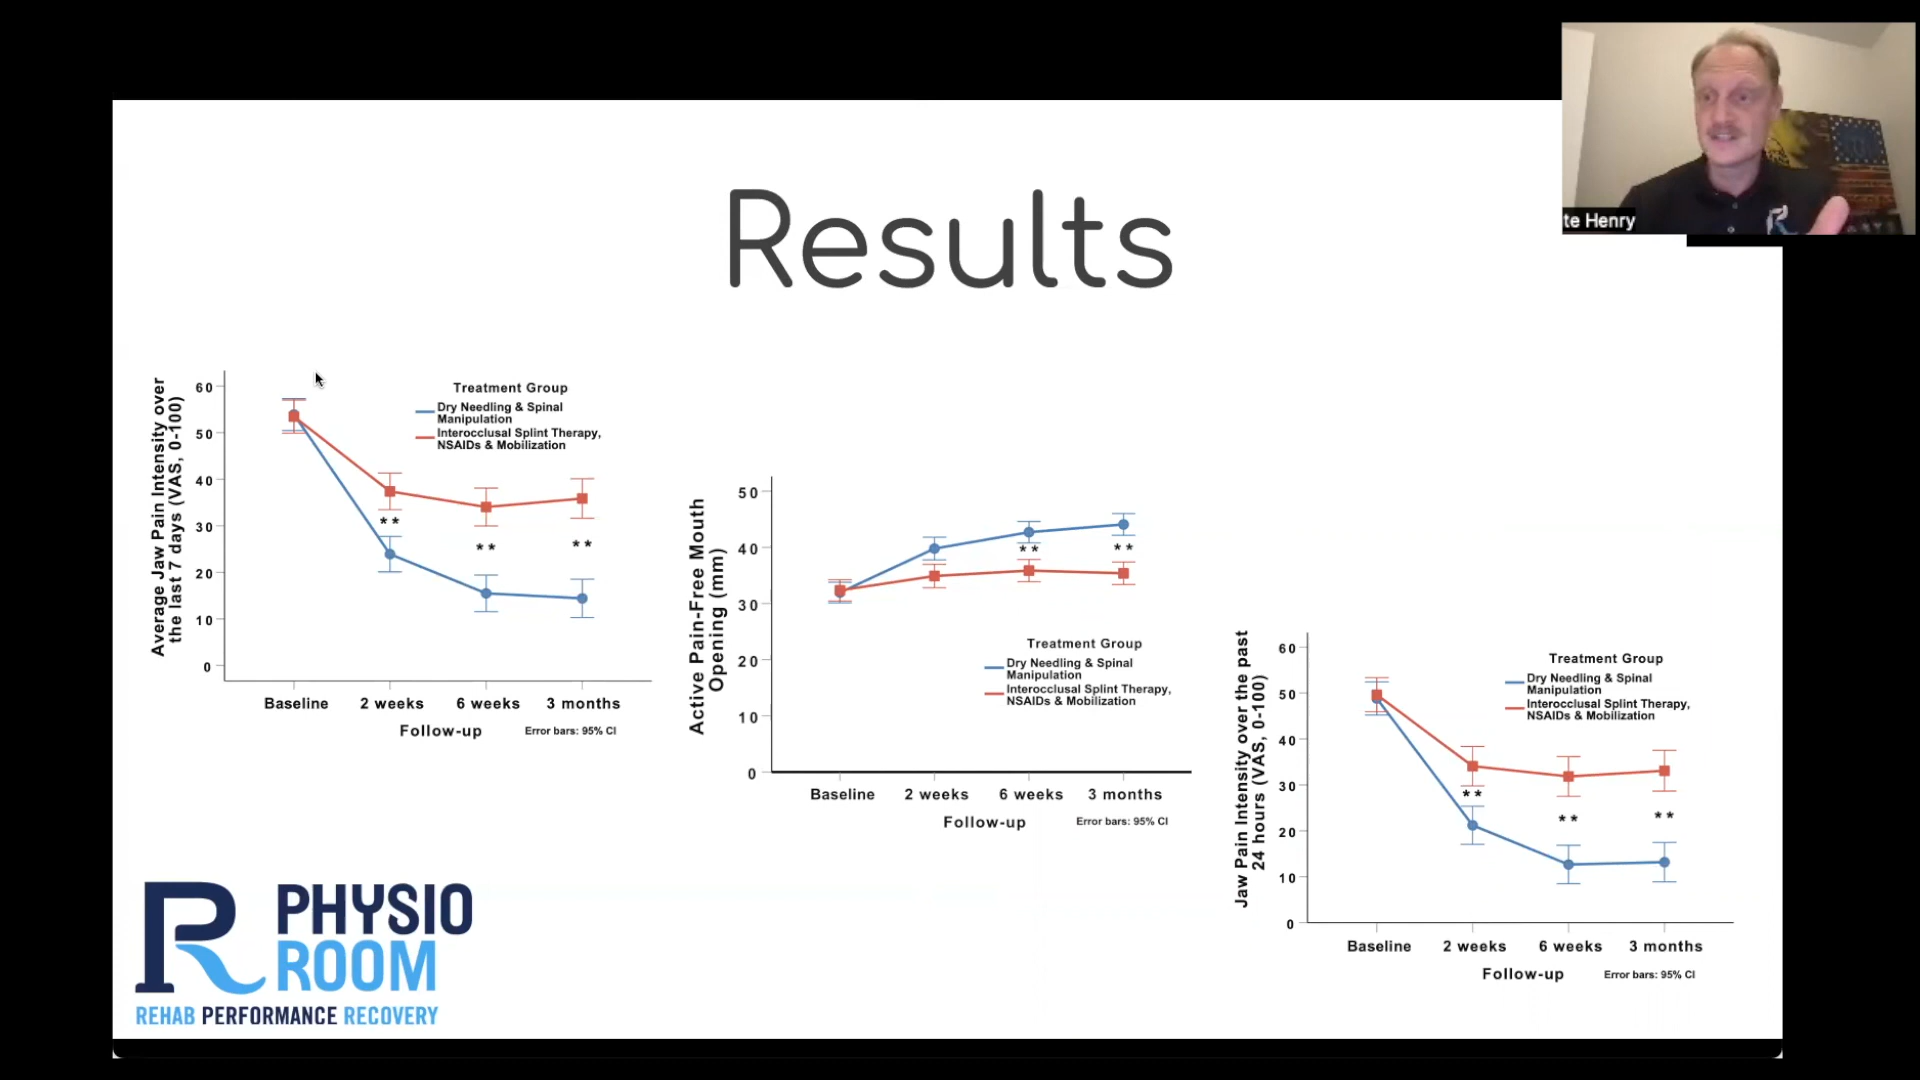 te Henry
Results
Average Jaw Pain Intensity over
the last 7 days (VAS, 0-100)
60
50
40
30
20
10
0
Treatment Group
Dry Needling & Spinal
Manipulation
Interocclusal Splint Therapy,
NSAIDs & Mobilization
**
**
**
Baseline 2 weeks 6 weeks 3 months
Follow-up Error bars: 95% CI
Active Pain-Free Mouth
Opening (mm)
50
40
30
20
10
0
**
**
Treatment Group
Dry Needling & Spinal
Manipulation
Interocclusal Splint Therapy,
NSAIDs & Mobilization
Baseline 2 weeks 6 weeks 3 months
Follow-up Error bars: 95% CI
Jaw Pain Intensity over the past
24 hours (VAS, 0-100)
60
50
40
30
20
10
0
Treatment Group
Dry Needling & Spinal
Manipulation
Interocclusal Splint Therapy,
NSAIDs & Mobilization
**
**
**
Baseline 2 weeks 6 weeks 3 months
Follow-up Error bars: 95% CI
R PHYSIO
ROOM
REHAB PERFORMANCE RECOVERY